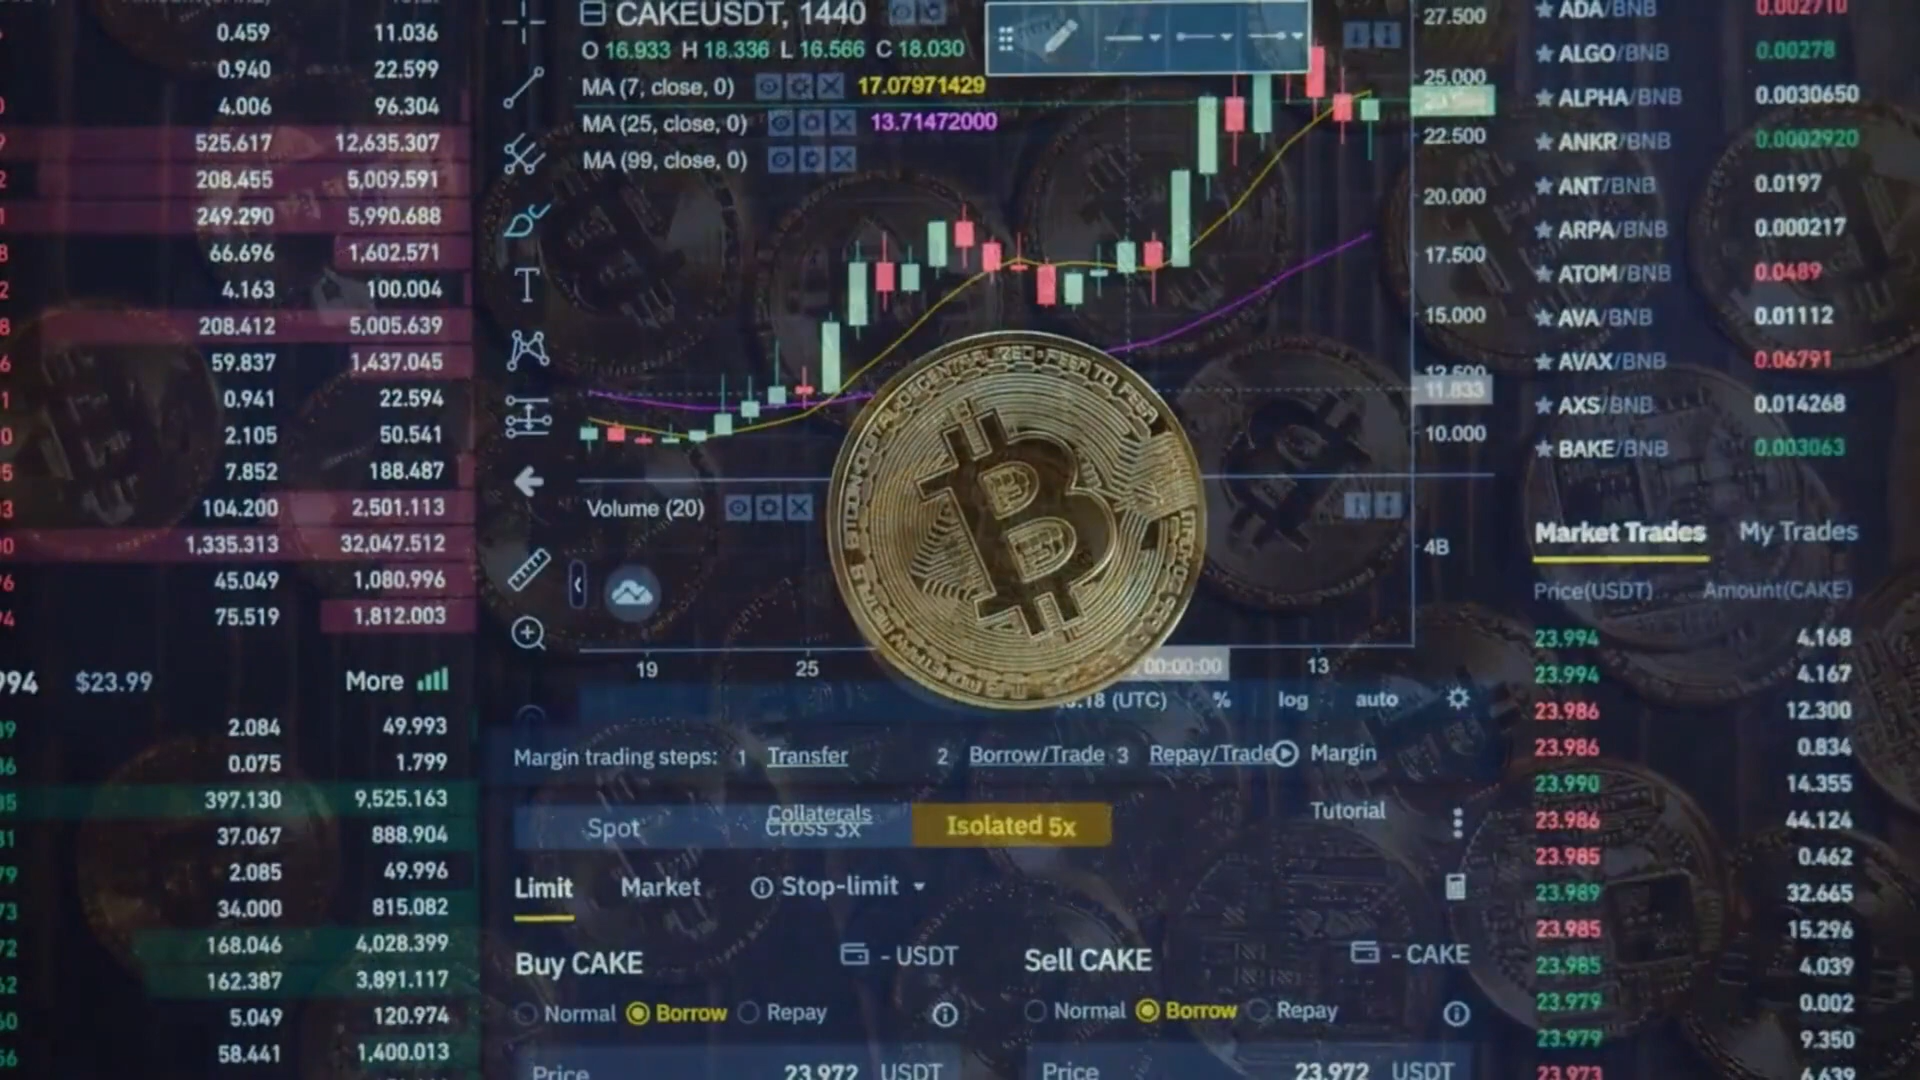 0.459 11.036
0.940 22.599
4.006 96.304
525.617 12,635.307
208.455 5,009.591
249.290 5,990.688
66.696 1,602.571
4.163 100.004
208.412 5,005.639
59.837 1,437.045
0.941 22.594
2.105 50.541
7.852 188.487
104.200 2,501.113
1,335.313 32,047.512
45.049 1,080.996
75.519 1,812.003
$23.99 More
2.084 49.993
0.075 1.799
397.130 9,525.163
37.067 888.904
2.085 49.996
34.000 815.082
168.046 4,028.399
162.387 3,891.117
5.049 120.974
58.441 1,400.013
CAKEUSDT, 1440
O 16.933 H 18.336 L 16.566 C 18.030
MA (7, close, 0) 17.07971429
MA (25, close, 0) 13.71472000
MA (99, close, 0)
27.500
25.000
22.500
20.000
17.500
15.000
12.500
11.833
10.000
Volume (20)
4B
19 25 00:00:00 13
(UTC) % log auto
DECENTRALIZED PEER TO PEER
Margin trading steps: 1 Transfer 2 Borrow/Trade 3 Repay/Trade Margin
Collaterals Tutorial
Spot Cross 3x Isolated 5x
Limit Market Stop-limit
Buy CAKE - USDT Sell CAKE - CAKE
Normal Borrow Repay Normal Borrow Repay
Price 23.972 USDT Price 23.972 USDT
ADA/BNB 0.002710
ALGO/BNB 0.00278
ALPHA/BNB 0.0030650
ANKR/BNB 0.0002920
ANT/BNB 0.0197
ARPA/BNB 0.000217
ATOM/BNB 0.0489
AVA/BNB 0.01112
AVAX/BNB 0.06791
AXS/BNB 0.014268
BAKE/BNB 0.003063
Market Trades My Trades
Price(USDT) Amount(CAKE)
23.994 4.168
23.994 4.167
23.986 12.300
23.986 0.834
23.990 14.355
23.986 44.124
23.985 0.462
23.989 32.665
23.985 15.296
23.985 4.039
23.979 0.002
23.979 9.350
23.973 6.639